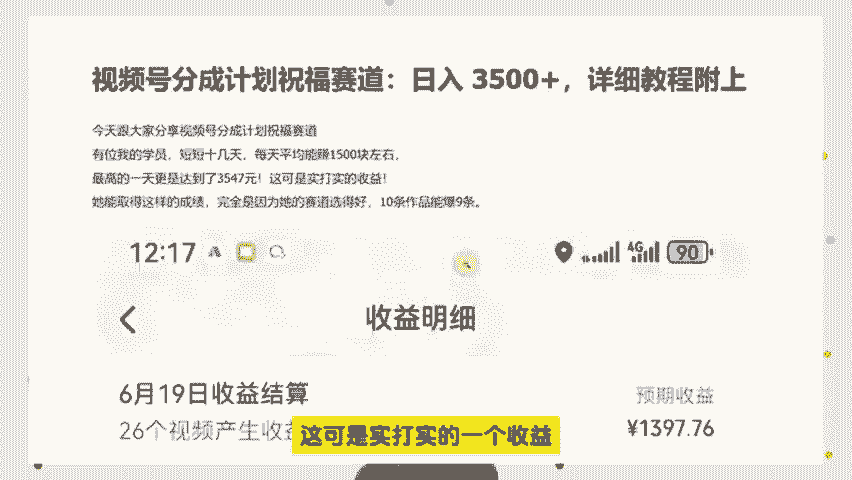 视频号分成计划祝福赛道：日入 3500+，详细教程附上
今天跟大家分享视频号分成计划祝福赛道
有位我的学员，短短十几天，每天平均能赚1500块左右，
最高的一天更是达到了3547元！这可是实打实的收益！
她能取得这样的成绩，完全是因为她的赛道选得好，10条作品能爆9条。
12:17 4G 90
收益明细
6月19日收益结算 预期收益
26个视频产生收益 ¥1397.76
这可是实打实的一个收益